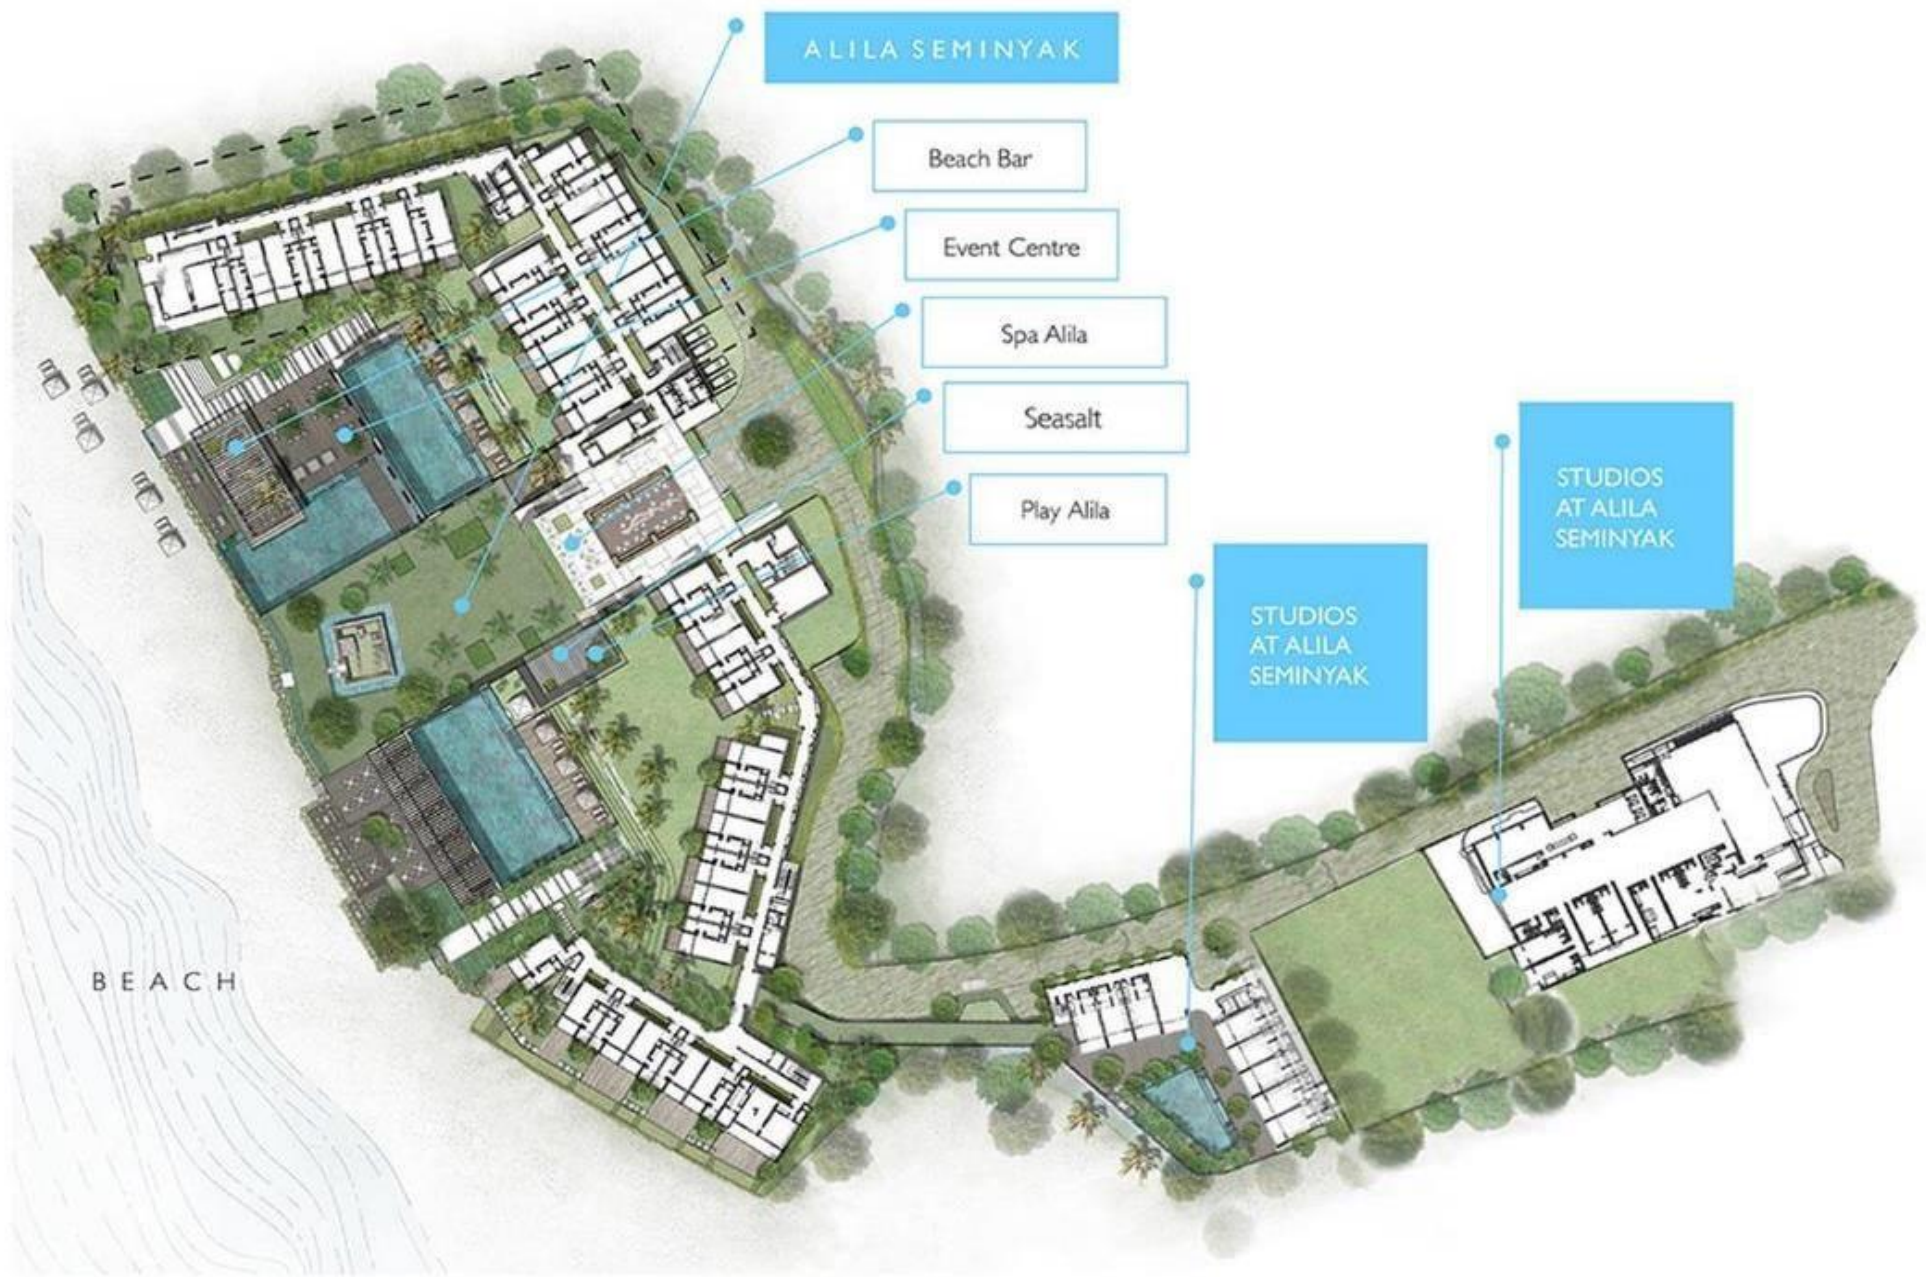 ALILA SEMINYAK
Beach Bar
Event Centre
Spa Alila
Seasalt
Play Alila
STUDIOS
AT ALILA
SEMINYAK
STUDIOS
AT ALILA
SEMINYAK
BEACH